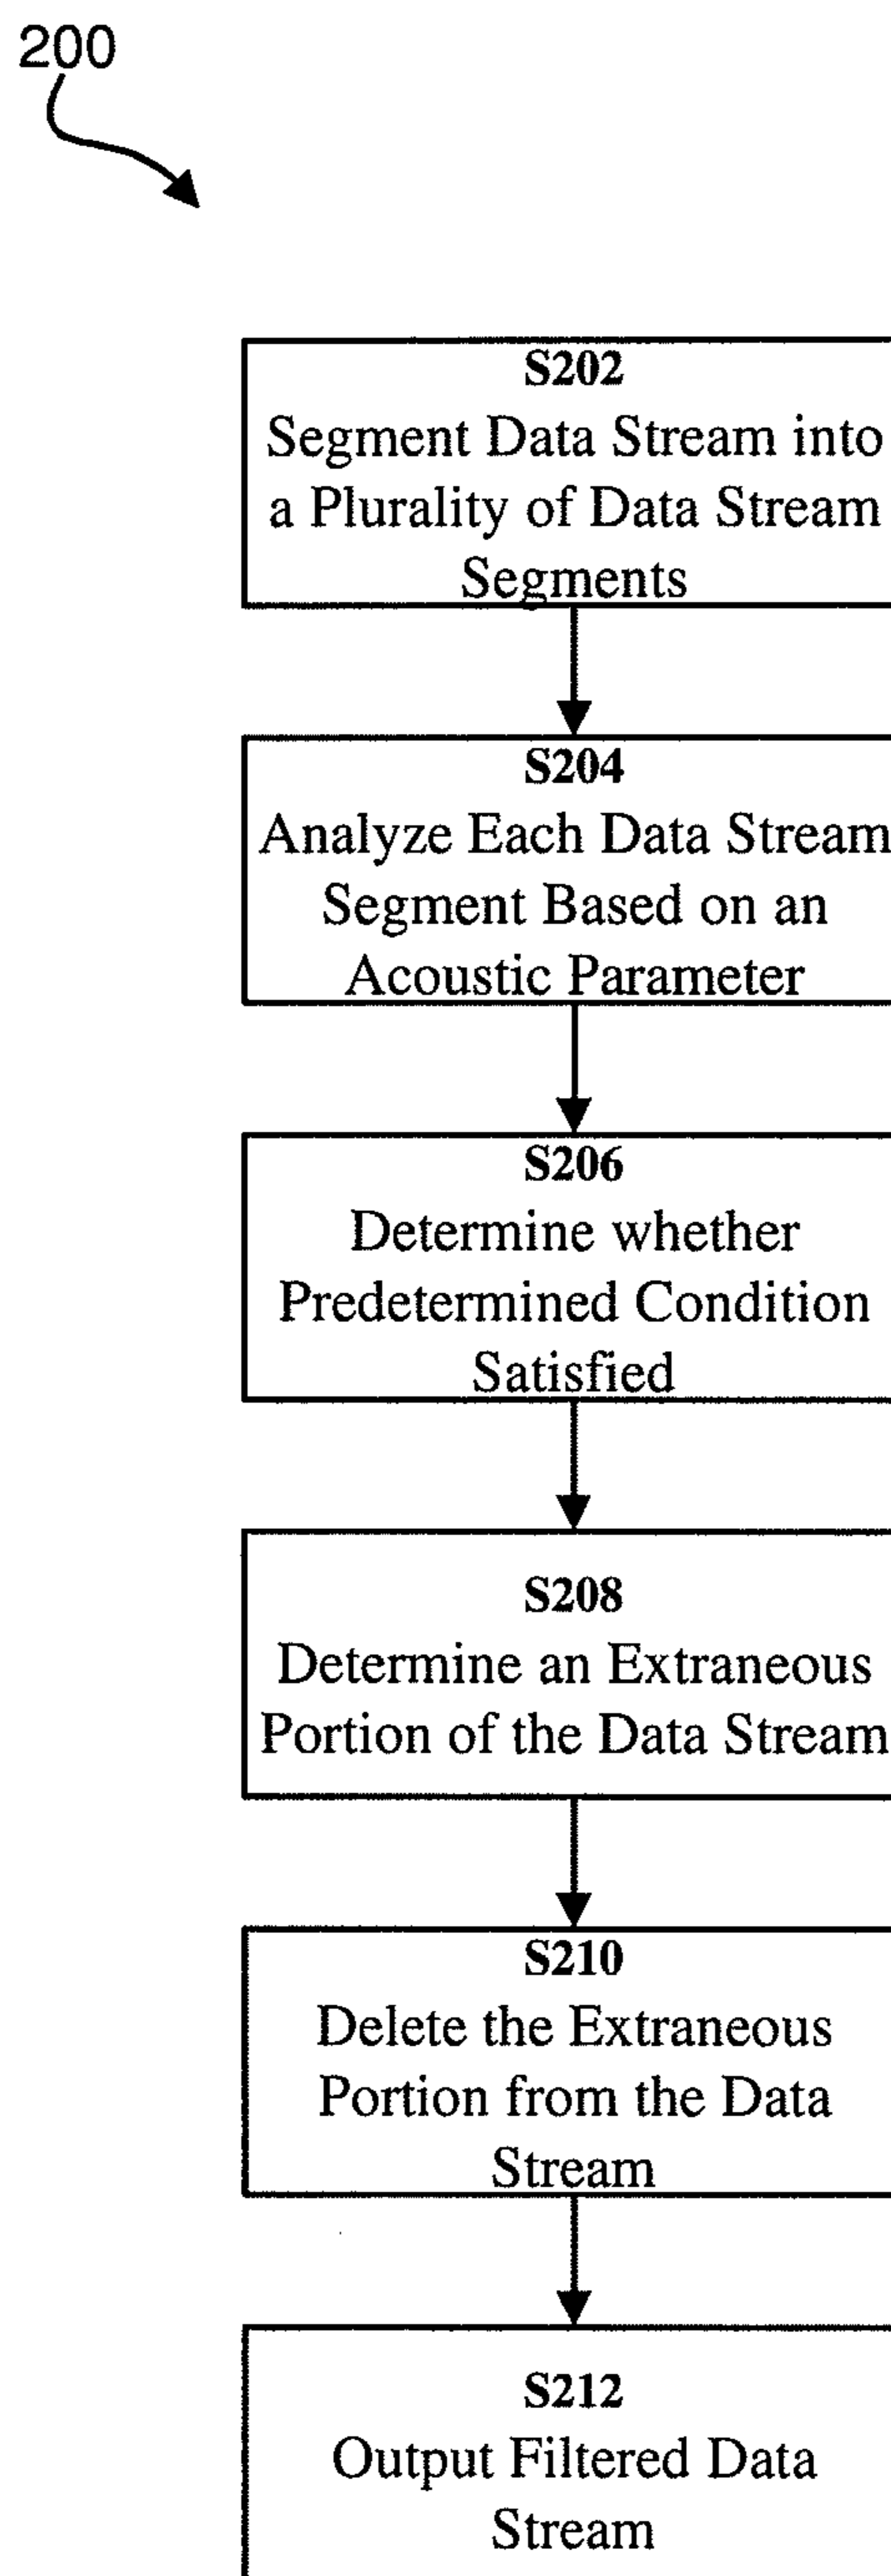 200
S202
Segment Data Stream into
a Plurality of Data Stream
Segments
S204
Analyze Each Data Stream
Segment Based on an
Acoustic Parameter
S206
Determine whether
Predetermined Condition
Satisfied
S208
Determine an Extraneous
Portion of the Data Stream
S210
Delete the Extraneous
Portion from the Data
Stream
S212
Output Filtered Data
Stream